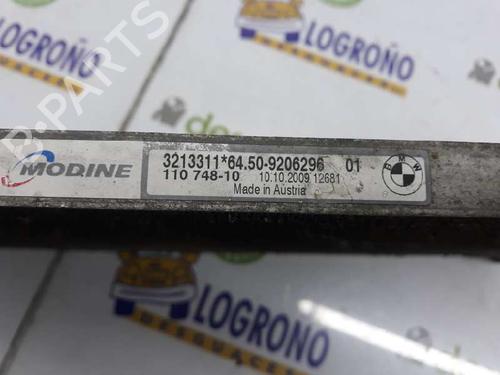 LOGROÑO
B-PARTS
MODINE
3213311*64.50-9206296 01
110 748-10 10.10.2009 12681
Made in Austria
BMW
LOGROÑO
DESGUACES
LOGROÑO